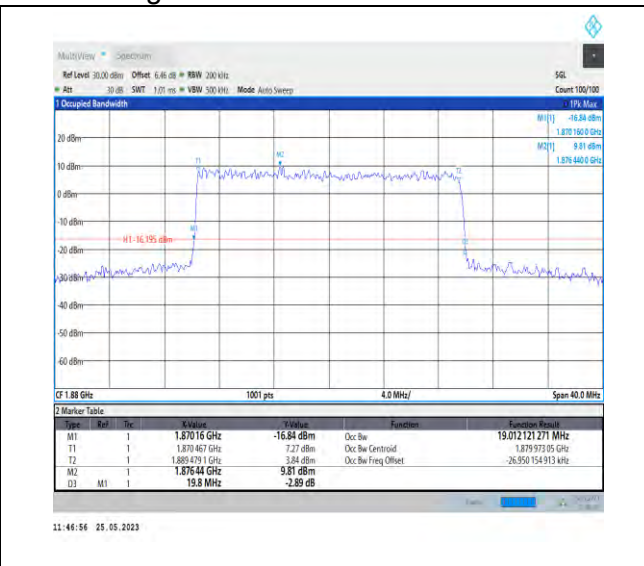 MultiView Spectrum
Ref Level 30.00 dBm Offset 6.46 dB RBW 200 kHz SGL
Att 30 dB SWT 1.01 ms VBW 500 kHz Mode Auto Sweep Count 100/100
1 Occupied Bandwidth 1Pk Max
M1[1] -16.84 dBm
1.870 160 0 GHz
M2[1] 9.81 dBm
1.876 440 0 GHz
20 dBm
T1 M2 T2
10 dBm
0 dBm
-10 dBm
M1
H1 -16.195 dBm
-20 dBm
-30 dBm
-40 dBm
-50 dBm
-60 dBm
CF 1.88 GHz 1001 pts 4.0 MHz/ Span 40.0 MHz
2 Marker Table
Type Ref Trc X-Value Y-Value Function Function Result
M1 1 1.870 16 GHz -16.84 dBm Occ Bw 19.012 121 271 MHz
T1 1 1.870 467 GHz 7.27 dBm Occ Bw Centroid 1.879 973 05 GHz
T2 1 1.889 479 1 GHz 3.84 dBm Occ Bw Freq Offset -26.950 154 913 kHz
M2 1 1.876 44 GHz 9.81 dBm
D3 M1 1 19.8 MHz -2.89 dB
11:46:56 25.05.2023